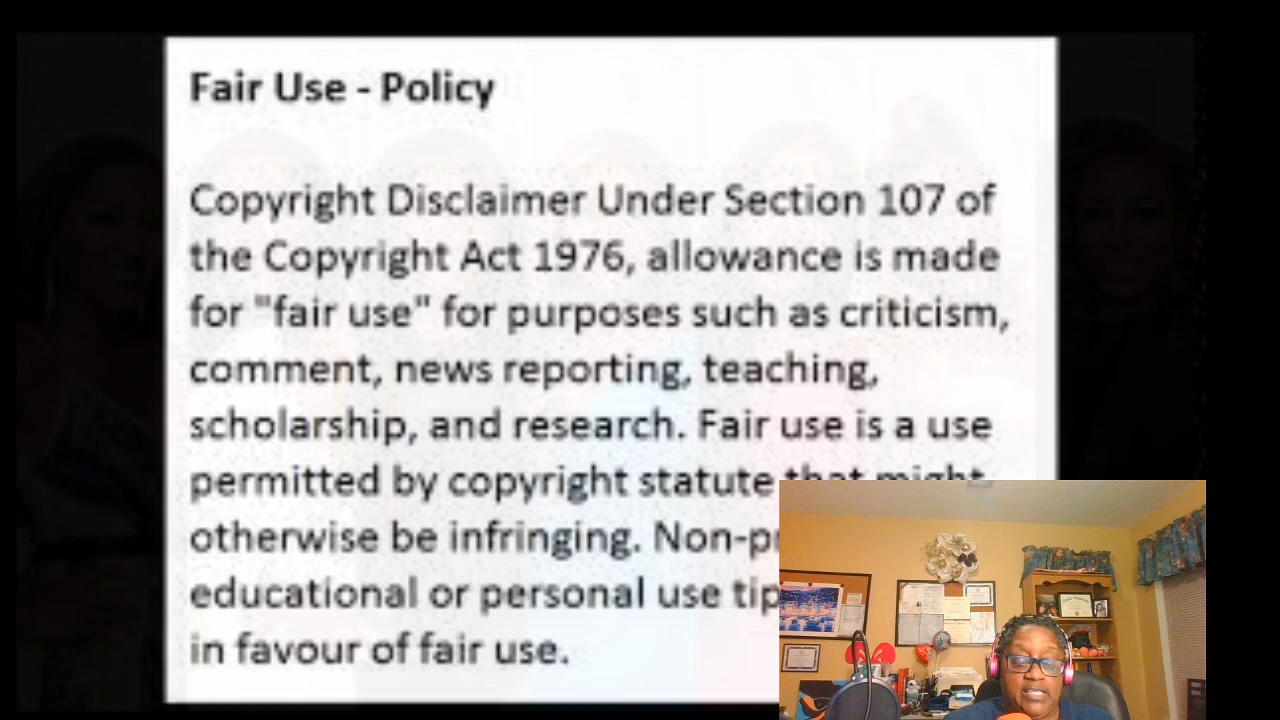 Fair Use - Policy
Copyright Disclaimer Under Section 107 of
the Copyright Act 1976, allowance is made
for "fair use" for purposes such as criticism,
comment, news reporting, teaching,
scholarship, and research. Fair use is a use
permitted by copyright statute that might
otherwise be infringing.
educational or personal use
in favour of fair use.